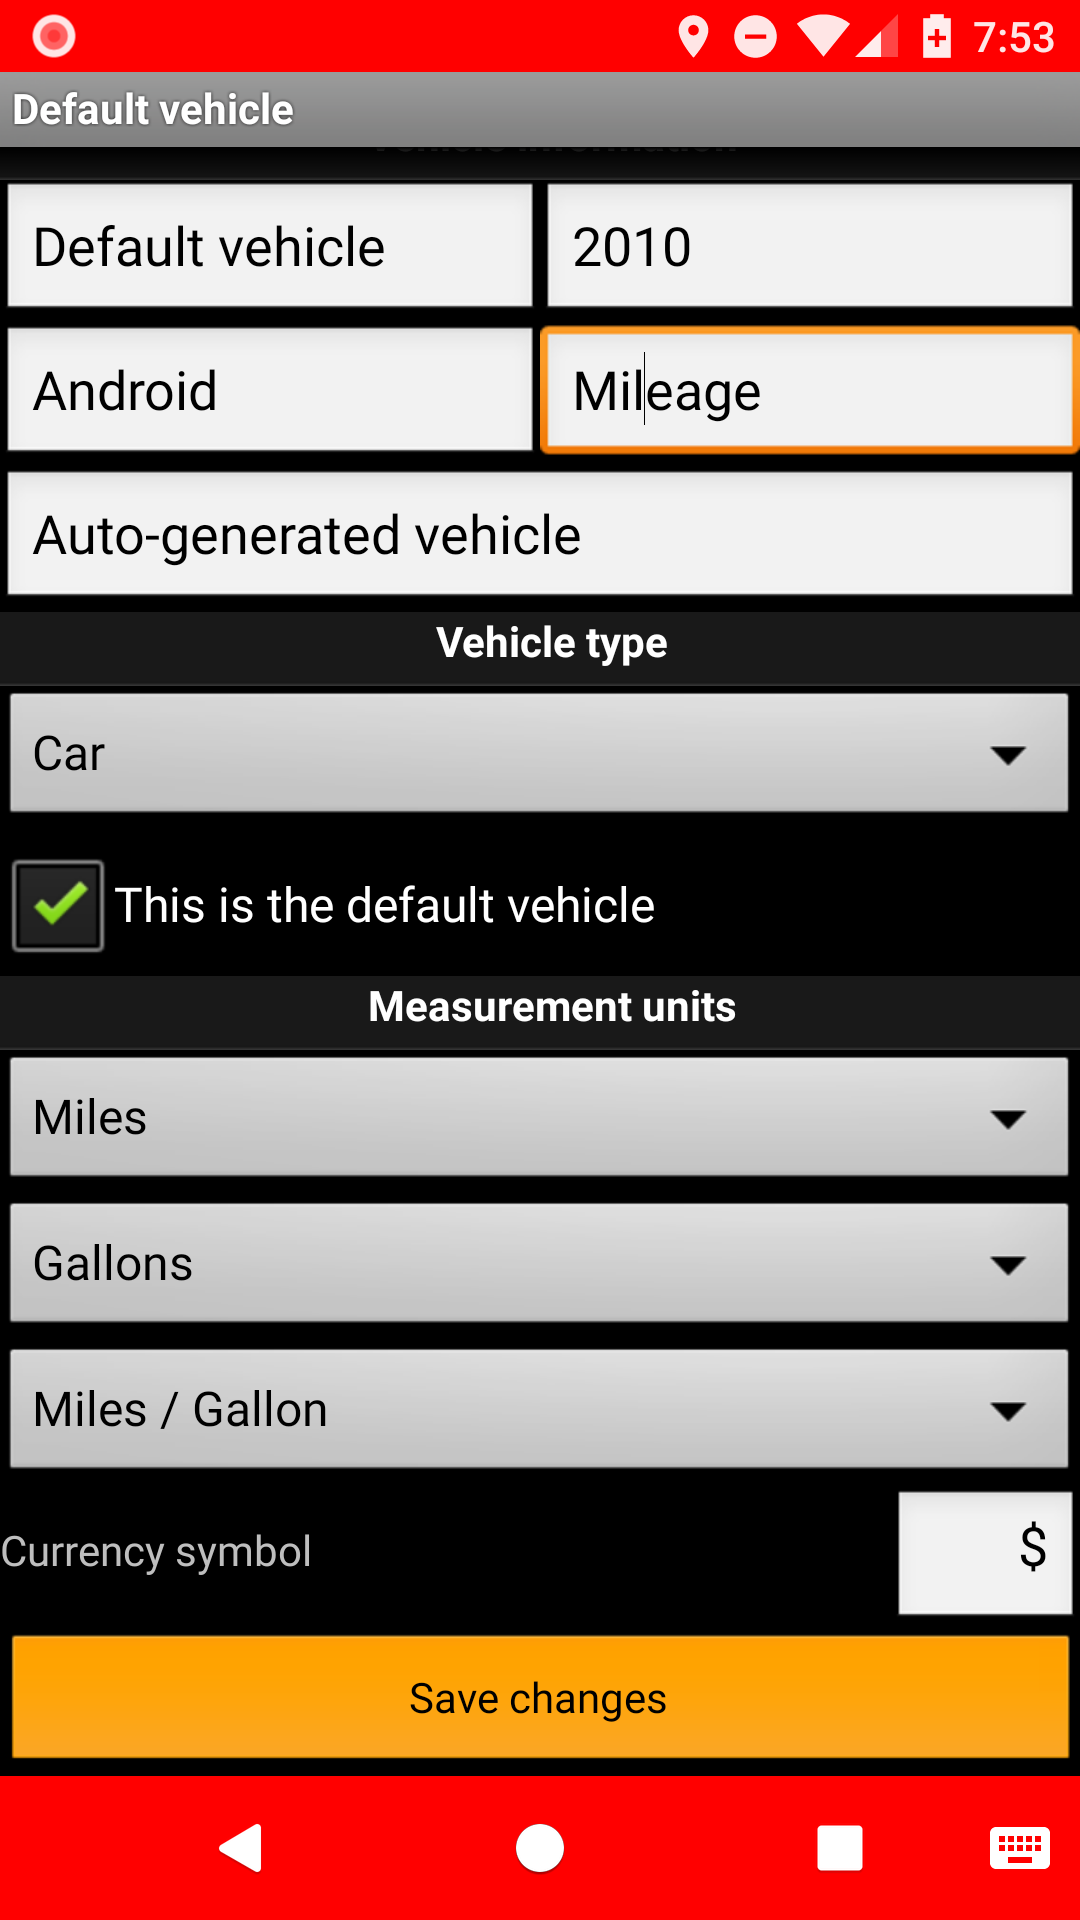 7:53
Default vehicle
Default vehicle
2010
Android
Mileage
Auto-generated vehicle
Vehicle type
Car
This is the default vehicle
Measurement units
Miles
Gallons
Miles / Gallon
Currency symbol
$
Save changes